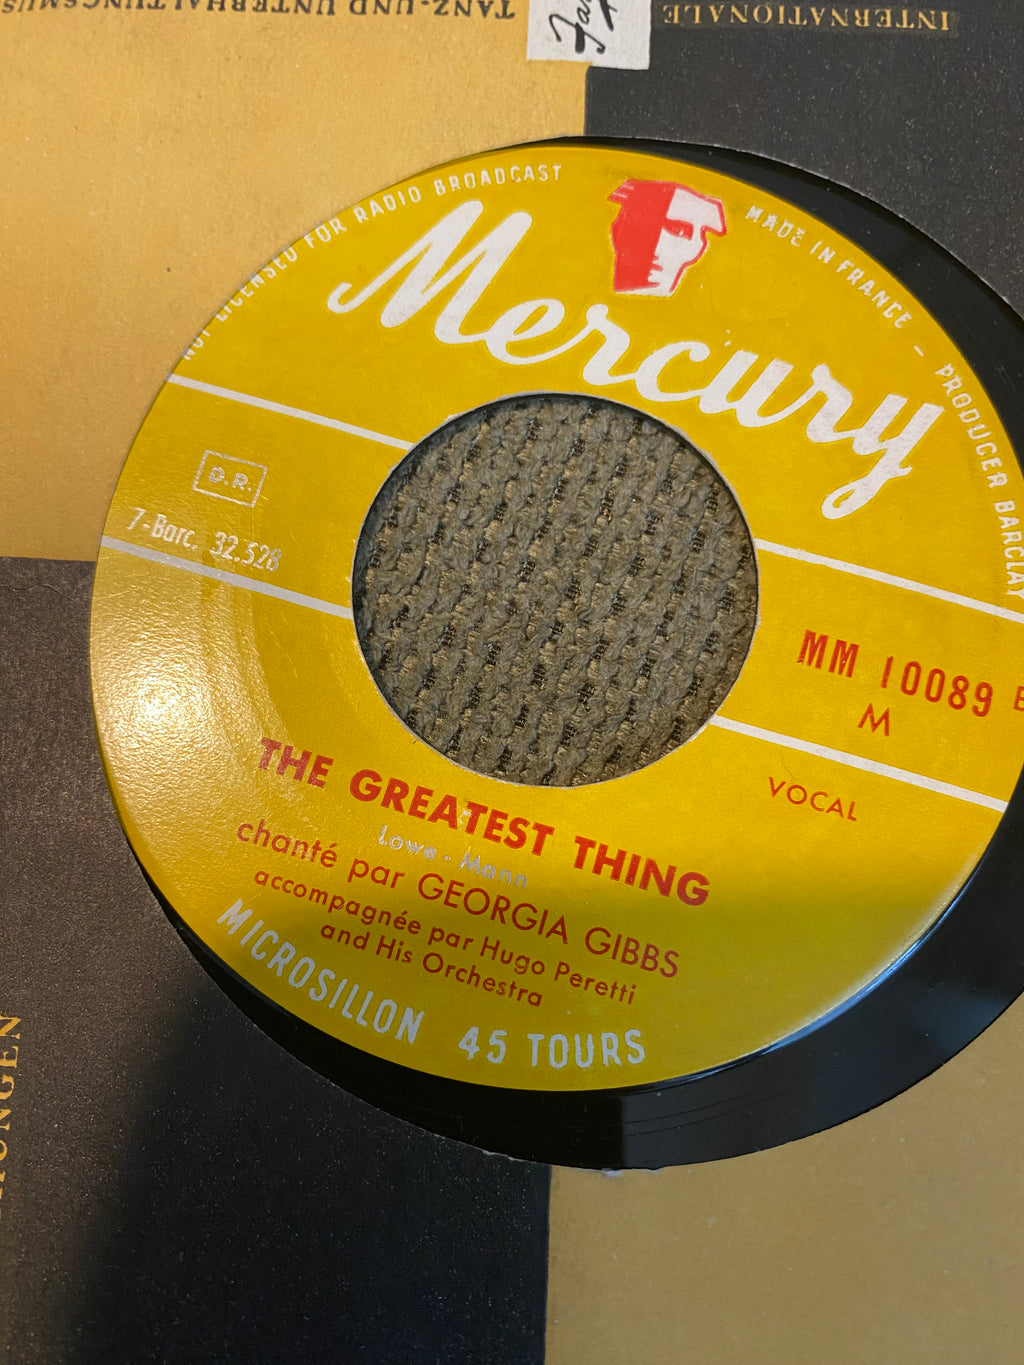 TANZ-UND UNTERHALTUNGSMUS
INTERNATIONALE
NOT LICENSED FOR RADIO BROADCAST
MADE IN FRANCE - PRODUCER BARCLAY
Mercury
D.R.
7-Barc. 32.528
MM 10089
M
VOCAL
THE GREATEST THING
Lowe - Mann
chanté par GEORGIA GIBBS
accompagnée par Hugo Peretti
and His Orchestra
MICROSILLON 45 TOURS